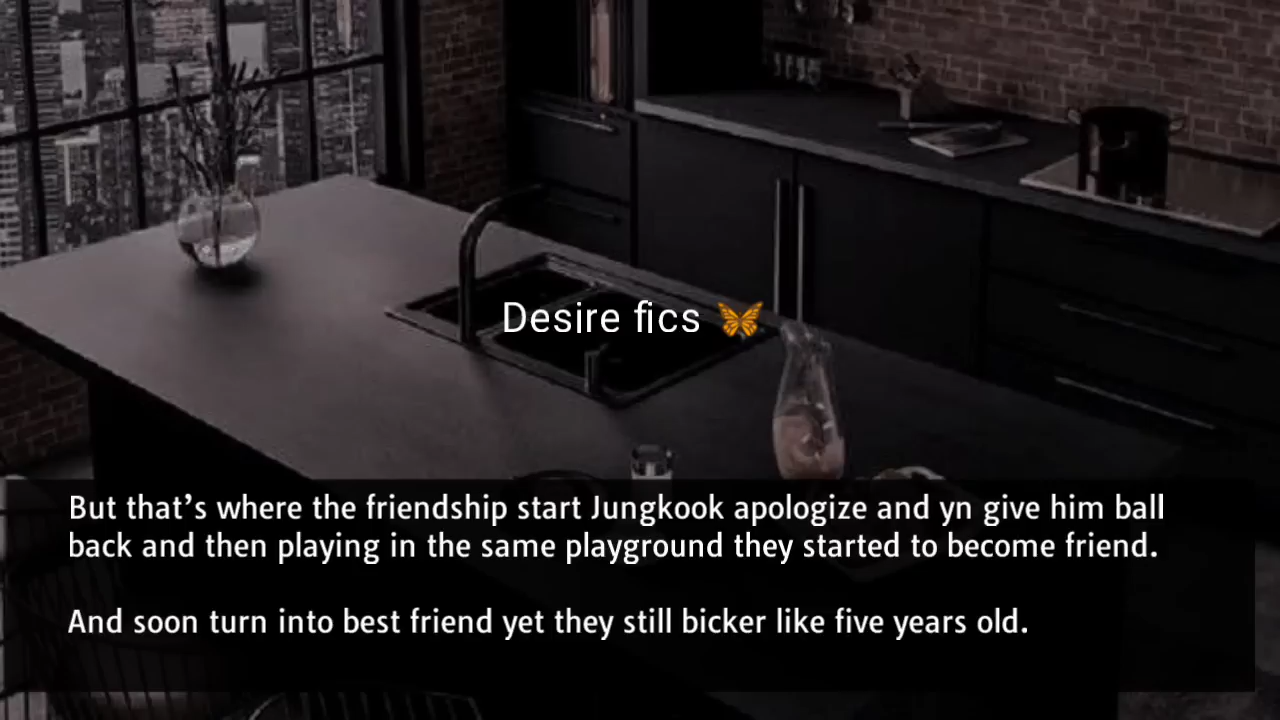 Desire fics 🦋
But that’s where the friendship start Jungkook apologize and yn give him ball
back and then playing in the same playground they started to become friend.
And soon turn into best friend yet they still bicker like five years old.